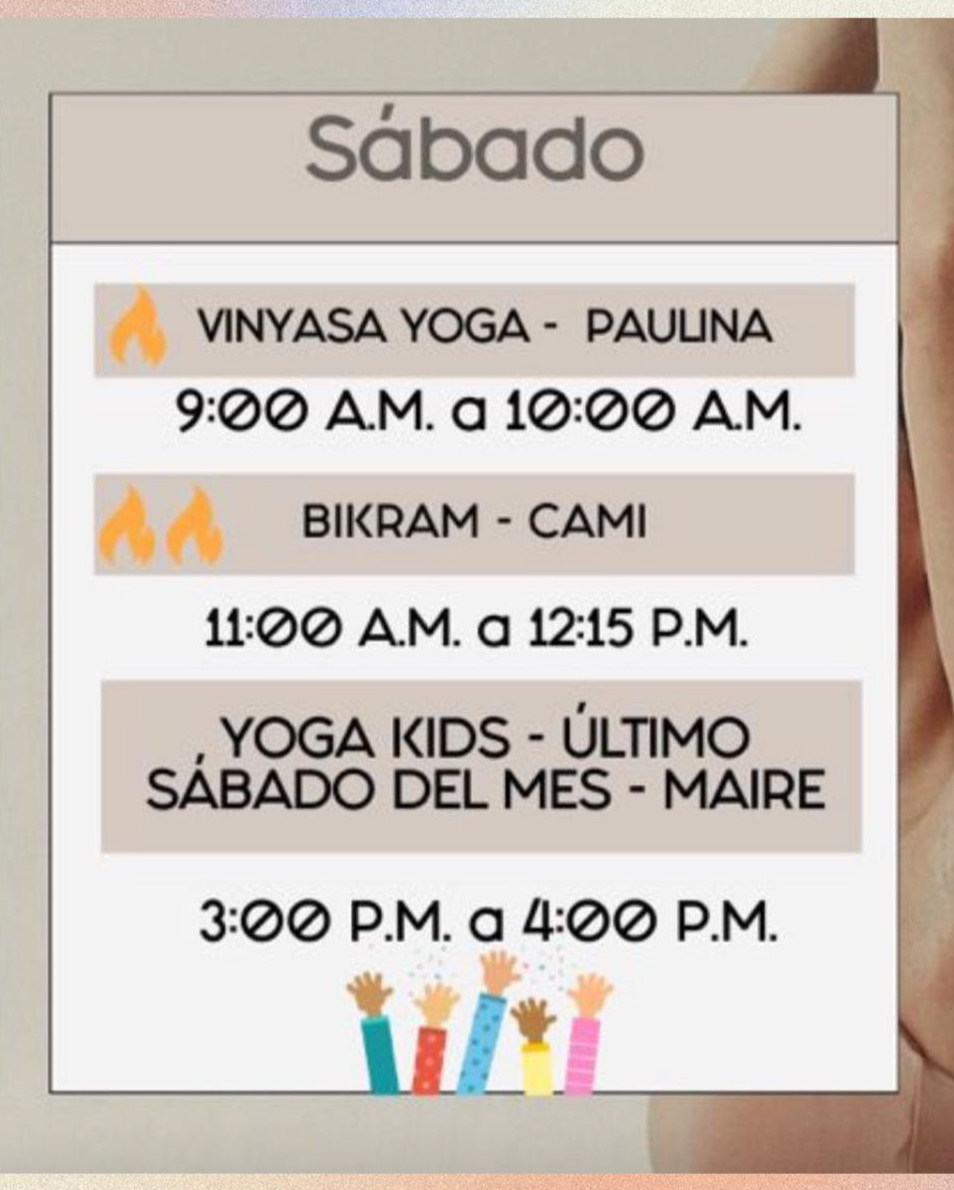 Sábado
VINYASA YOGA - PAULINA
9:00 A.M. a 10:00 A.M.
BIKRAM - CAMI
11:00 A.M. a 12:15 P.M.
YOGA KIDS - ÚLTIMO
SÁBADO DEL MES - MAIRE
3:00 P.M. a 4:00 P.M.